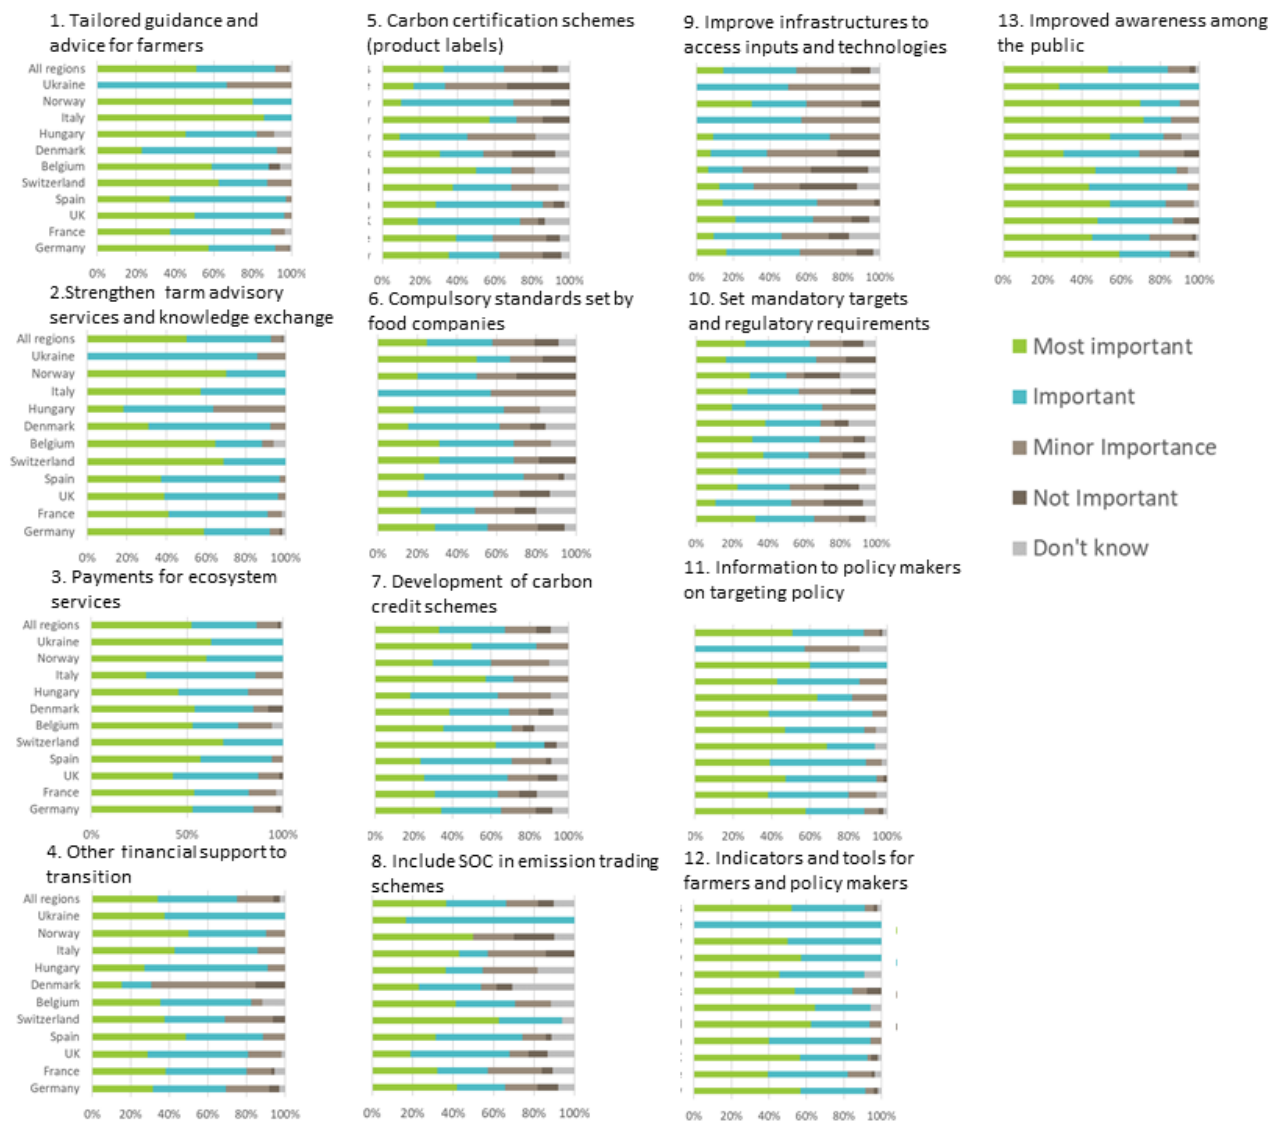 1. Tailored guidance and
advice for farmers
All regions
Ukraine
Norway
Italy
Hungary
Denmark
Belgium
Switzerland
Spain
UK
France
Germany
0% 20% 40% 60% 80% 100%
2.Strengthen farm advisory
services and knowledge exchange
All regions
Ukraine
Norway
Italy
Hungary
Denmark
Belgium
Switzerland
Spain
UK
France
Germany
0% 20% 40% 60% 80% 100%
3. Payments for ecosystem
services
All regions
Ukraine
Norway
Italy
Hungary
Denmark
Belgium
Switzerland
Spain
UK
France
Germany
0% 50% 100%
4. Other financial support to
transition
All regions
Ukraine
Norway
Italy
Hungary
Denmark
Belgium
Switzerland
Spain
UK
France
Germany
0% 20% 40% 60% 80% 100%
5. Carbon certification schemes
(product labels)
0% 20% 40% 60% 80% 100%
6. Compulsory standards set by
food companies
0% 20% 40% 60% 80% 100%
7. Development of carbon
credit schemes
0% 20% 40% 60% 80% 100%
8. Include SOC in emission trading
schemes
0% 20% 40% 60% 80% 100%
9. Improve infrastructures to
access inputs and technologies
0% 20% 40% 60% 80% 100%
10. Set mandatory targets
and regulatory requirements
0% 20% 40% 60% 80% 100%
11. Information to policy makers
on targeting policy
0% 20% 40% 60% 80% 100%
12. Indicators and tools for
farmers and policy makers
0% 20% 40% 60% 80% 100%
13. Improved awareness among
the public
0% 20% 40% 60% 80% 100%
Most important
Important
Minor Importance
Not Important
Don't know